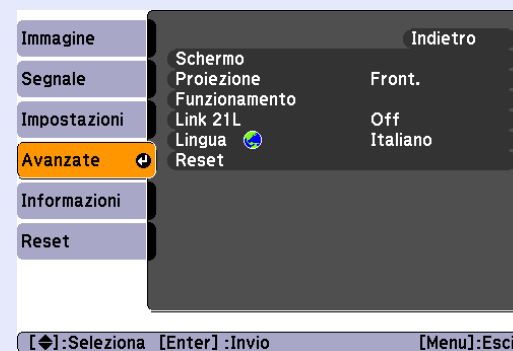 Immagine
Segnale
Impostazioni
Avanzate
Informazioni
Reset
Indietro
Schermo
Proiezione Front.
Funzionamento
Link 21L Off
Lingua Italiano
Reset
[◆]:Seleziona [Enter] :Invio [Menu]:Esci